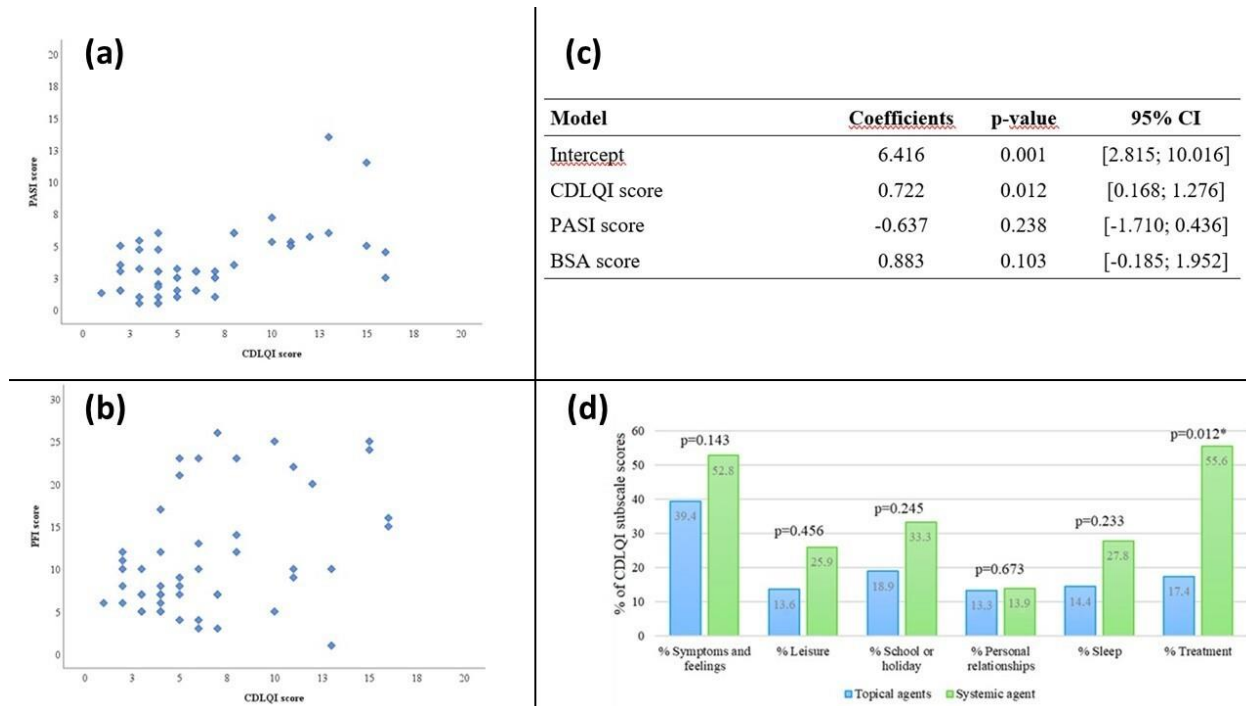 (a)
20
18
15
13
10
8
5
3
0
PASI score
0 3 5 8 10 13 15 18 20
CDLQI score
(b)
30
25
20
15
10
5
0
PFI score
0 3 5 8 10 13 15 18 20
CDLQI score
(c)
Model Coefficients p-value 95% CI
Intercept 6.416 0.001 [2.815; 10.016]
CDLQI score 0.722 0.012 [0.168; 1.276]
PASI score -0.637 0.238 [-1.710; 0.436]
BSA score 0.883 0.103 [-0.185; 1.952]
(d)
% of CDLQI subscale scores
60
50
40
30
20
10
0
p=0.143
p=0.456
p=0.245
p=0.673
p=0.233
p=0.012*
39.4 52.8
13.6 25.9
18.9 33.3
13.3 13.9
14.4 27.8
17.4 55.6
% Symptoms and
feelings
% Leisure
% School or
holiday
% Personal
relationships
% Sleep
% Treatment
Topical agents Systemic agent